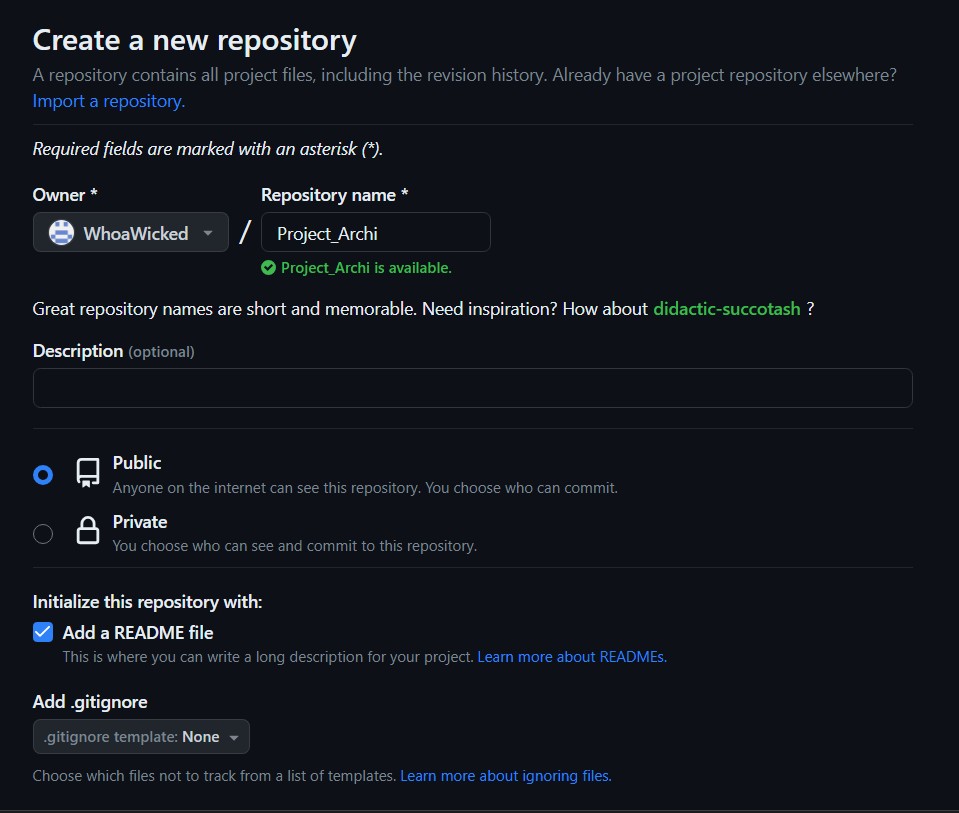 Create a new repository
A repository contains all project files, including the revision history. Already have a project repository elsewhere?
Import a repository.
Required fields are marked with an asterisk (*).
Owner * Repository name *
WhoaWicked / Project_Archi
Project_Archi is available.
Great repository names are short and memorable. Need inspiration? How about didactic-succotash ?
Description (optional)
Public
Anyone on the internet can see this repository. You choose who can commit.
Private
You choose who can see and commit to this repository.
Initialize this repository with:
Add a README file
This is where you can write a long description for your project. Learn more about READMEs.
Add .gitignore
.gitignore template: None
Choose which files not to track from a list of templates. Learn more about ignoring files.